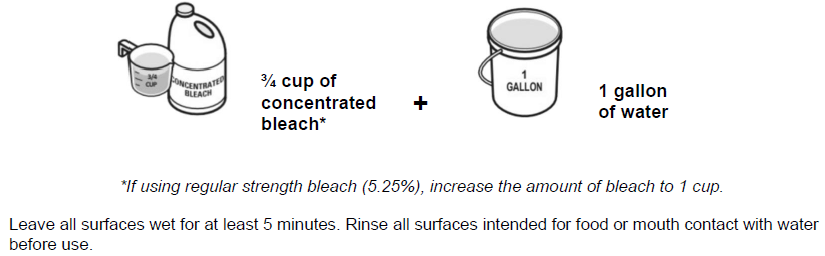 3/4
CUP
CONCENTRATED
BLEACH
¾ cup of
concentrated
bleach*
+
1
GALLON
1 gallon
of water
*If using regular strength bleach (5.25%), increase the amount of bleach to 1 cup.
Leave all surfaces wet for at least 5 minutes. Rinse all surfaces intended for food or mouth contact with water
before use.